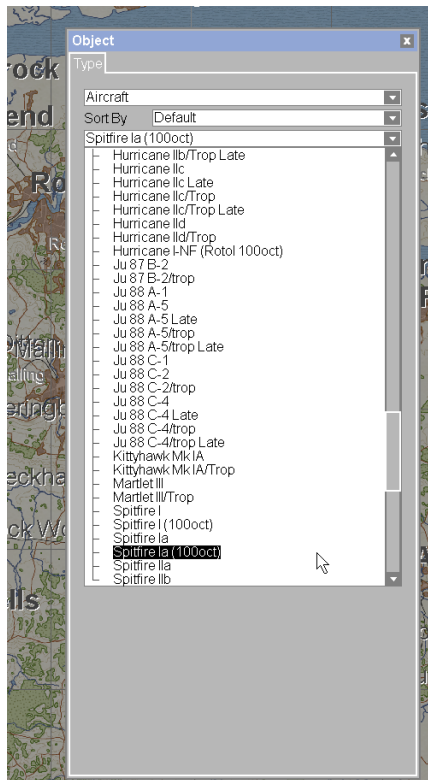 Object
x
Type
Aircraft
Sort By Default
Spitfire Ia (100oct)
Hurricane IIb/Trop Late
Hurricane IIc
Hurricane IIc Late
Hurricane IIc/Trop
Hurricane IIc/Trop Late
Hurricane IId
Hurricane IId/Trop
Hurricane I-NF (Rotol 100oct)
Ju 87 B-2
Ju 87 B-2/trop
Ju 88 A-1
Ju 88 A-5
Ju 88 A-5 Late
Ju 88 A-5/trop
Ju 88 A-5/trop Late
Ju 88 C-1
Ju 88 C-2
Ju 88 C-2/trop
Ju 88 C-4
Ju 88 C-4 Late
Ju 88 C-4/trop
Ju 88 C-4/trop Late
Kittyhawk Mk IA
Kittyhawk Mk IA/Trop
Martlet III
Martlet III/Trop
Spitfire I
Spitfire I (100oct)
Spitfire Ia
Spitfire Ia (100oct)
Spitfire IIa
Spitfire IIb
rock
end
Ro
eckha
ells